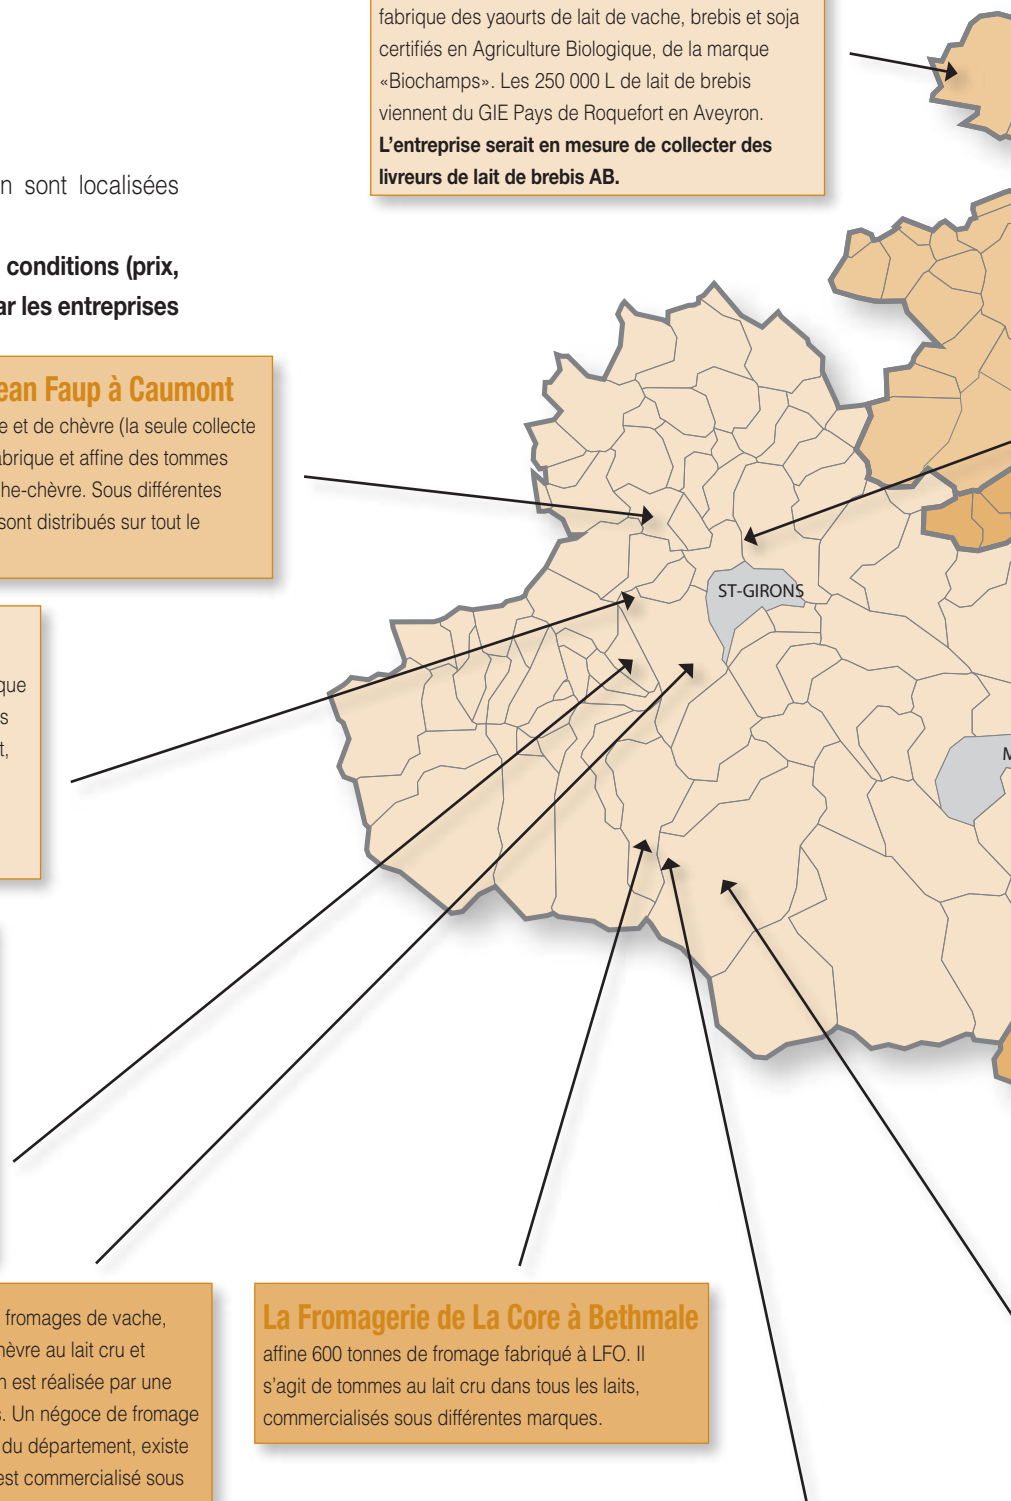 fabrique des yaourts de lait de vache, brebis et soja
certifiés en Agriculture Biologique, de la marque
«Biochamps». Les 250 000 L de lait de brebis
viennent du GIE Pays de Roquefort en Aveyron.
L'entreprise serait en mesure de collecter des
livreurs de lait de brebis AB.
n sont localisées
conditions (prix,
ar les entreprises
ean Faup à Caumont
e et de chèvre (la seule collecte
abrique et affine des tommes
he-chèvre. Sous différentes
sont distribués sur tout le
ST-GIRONS
que
s
t,
M
fromages de vache,
hèvre au lait cru et
n est réalisée par une
s. Un négoce de fromage
du département, existe
est commercialisé sous
La Fromagerie de La Core à Bethmale
affine 600 tonnes de fromage fabriqué à LFO. Il
s'agit de tommes au lait cru dans tous les laits,
commercialisés sous différentes marques.